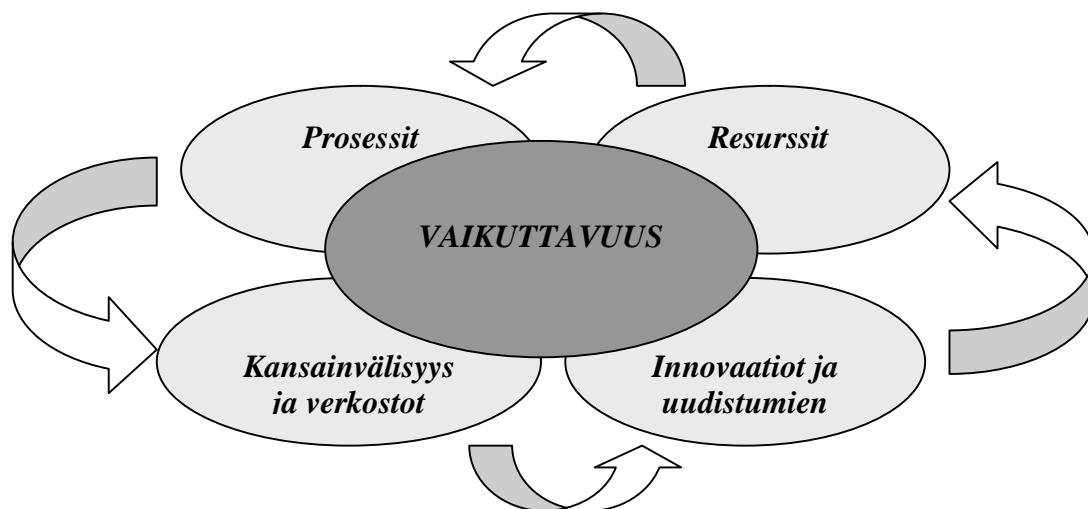 Prosessit
Resurssit
VAIKUTTAVUUS
Kansainvälisyys
ja verkostot
Innovaatiot ja
uudistumien